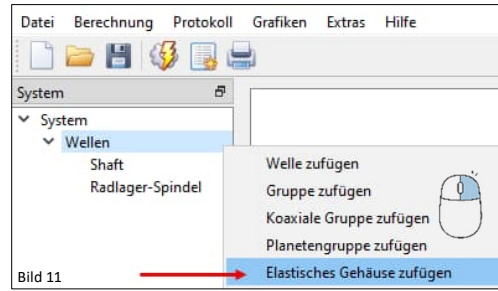 Datei Berechnung Protokoll Grafiken Extras Hilfe
System
System
Wellen
Shaft
Radlager-Spindel
Welle zufügen
Gruppe zufügen
Koaxiale Gruppe zufügen
Planetengruppe zufügen
Elastisches Gehäuse zufügen
Bild 11